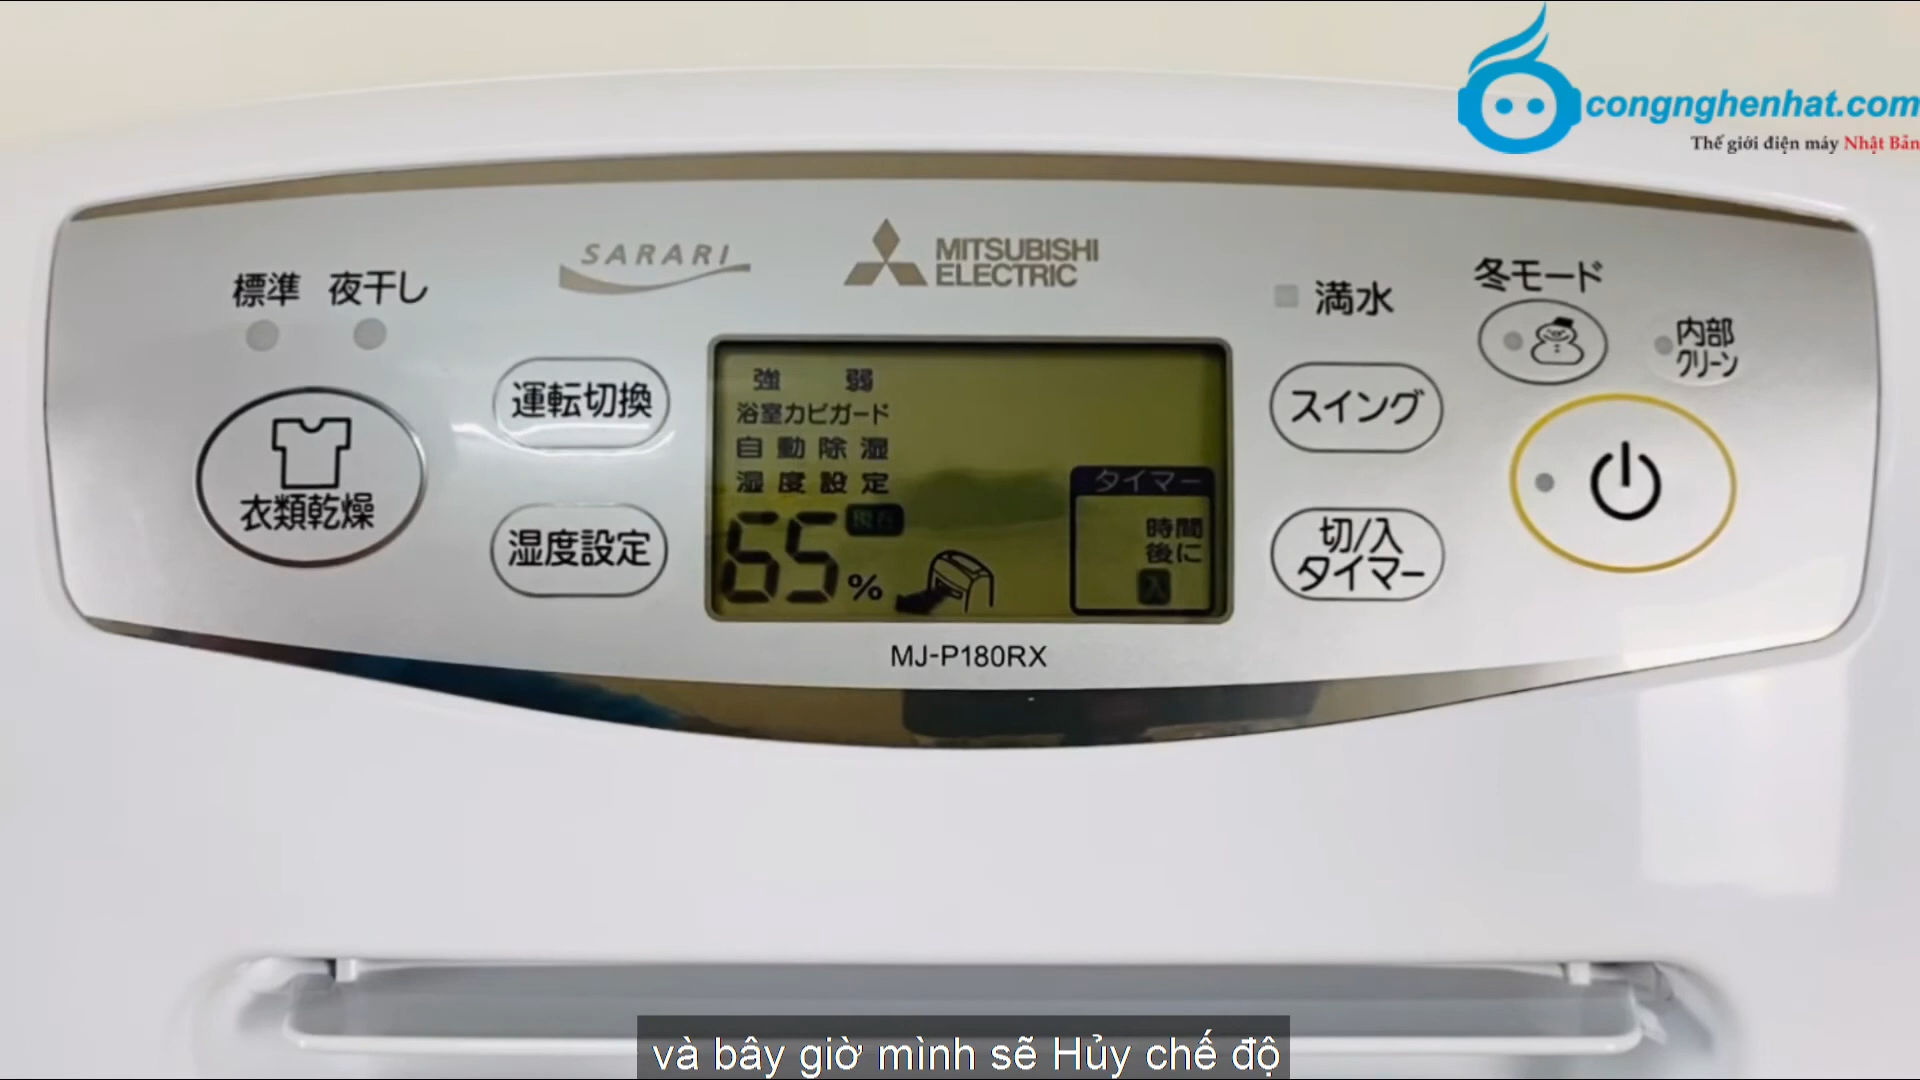 congnghenhat.com
Thế giới điện máy Nhật Bản
SARARI
MITSUBISHI
ELECTRIC
標準 夜干し
満水
冬モード
内部
クリーン
運転切換
スイング
衣類乾燥
湿度設定
切/入
タイマー
強 弱
浴室カビガード
自動除湿
湿度設定
現在
65%
タイマー
時間
後に
入
MJ-P180RX
và bây giờ mình sẽ Hủy chế độ